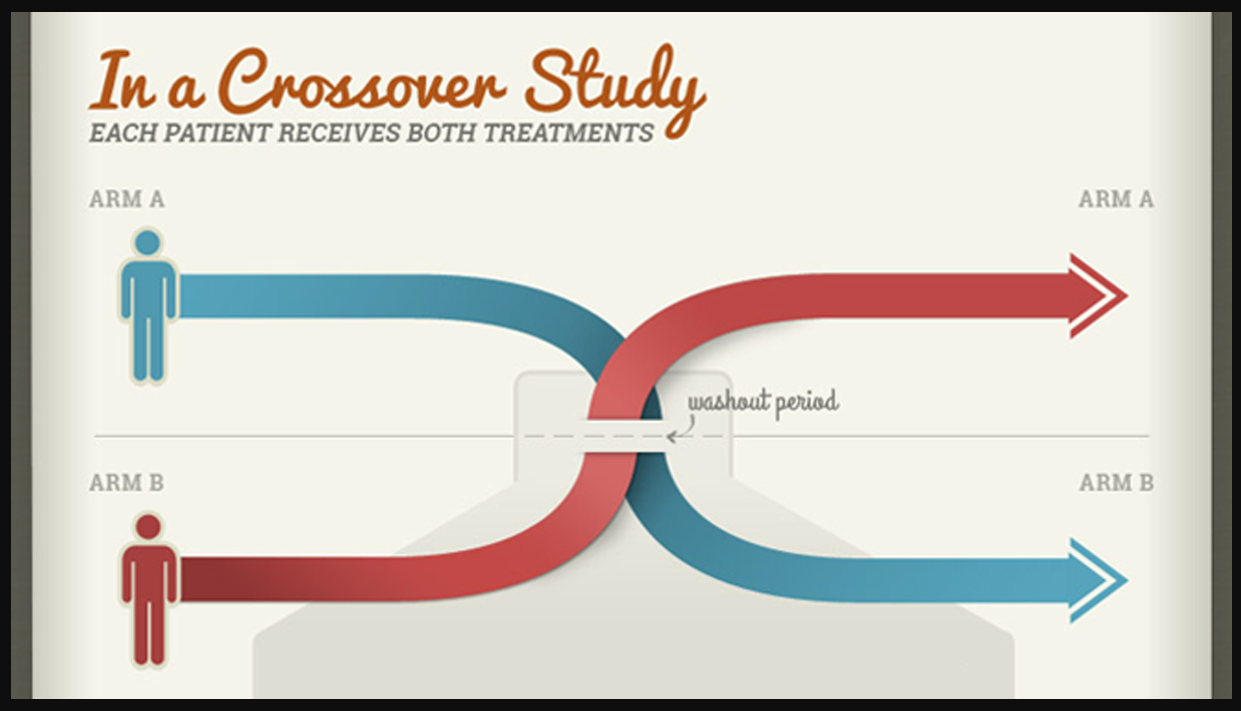 In a Crossover Study
EACH PATIENT RECEIVES BOTH TREATMENTS
ARM A
ARM A
washout period
ARM B
ARM B